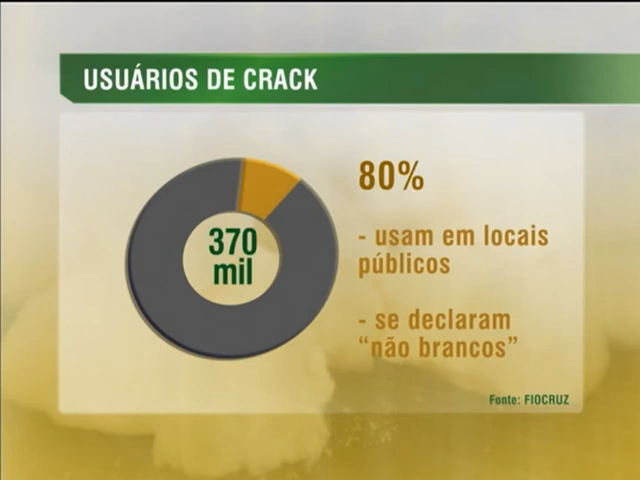 USUÁRIOS DE CRACK
370
mil
80%
- usam em locais
públicos
- se declaram
“não brancos”
Fonte: FIOCRUZ